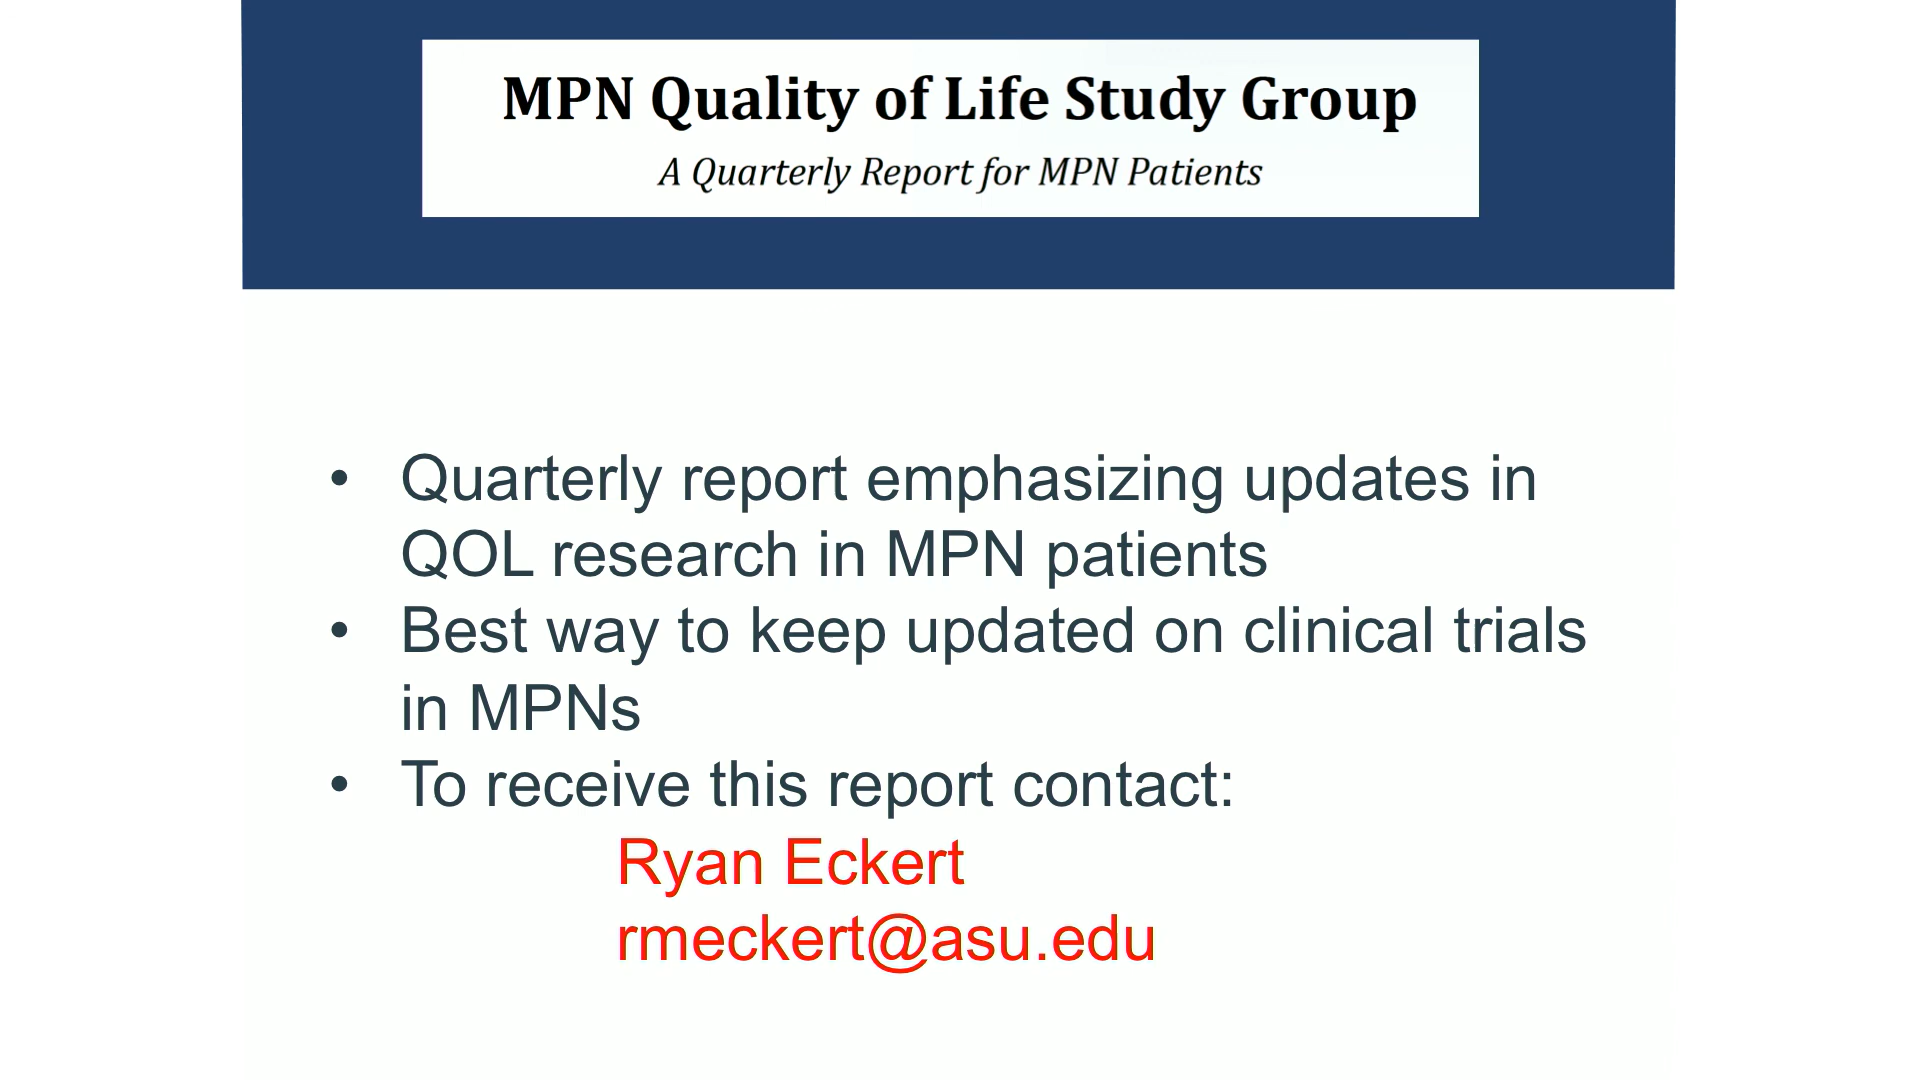 MPN Quality of Life Study Group
A Quarterly Report for MPN Patients
• Quarterly report emphasizing updates in
QOL research in MPN patients
• Best way to keep updated on clinical trials
in MPNs
• To receive this report contact:
Ryan Eckert
rmeckert@asu.edu